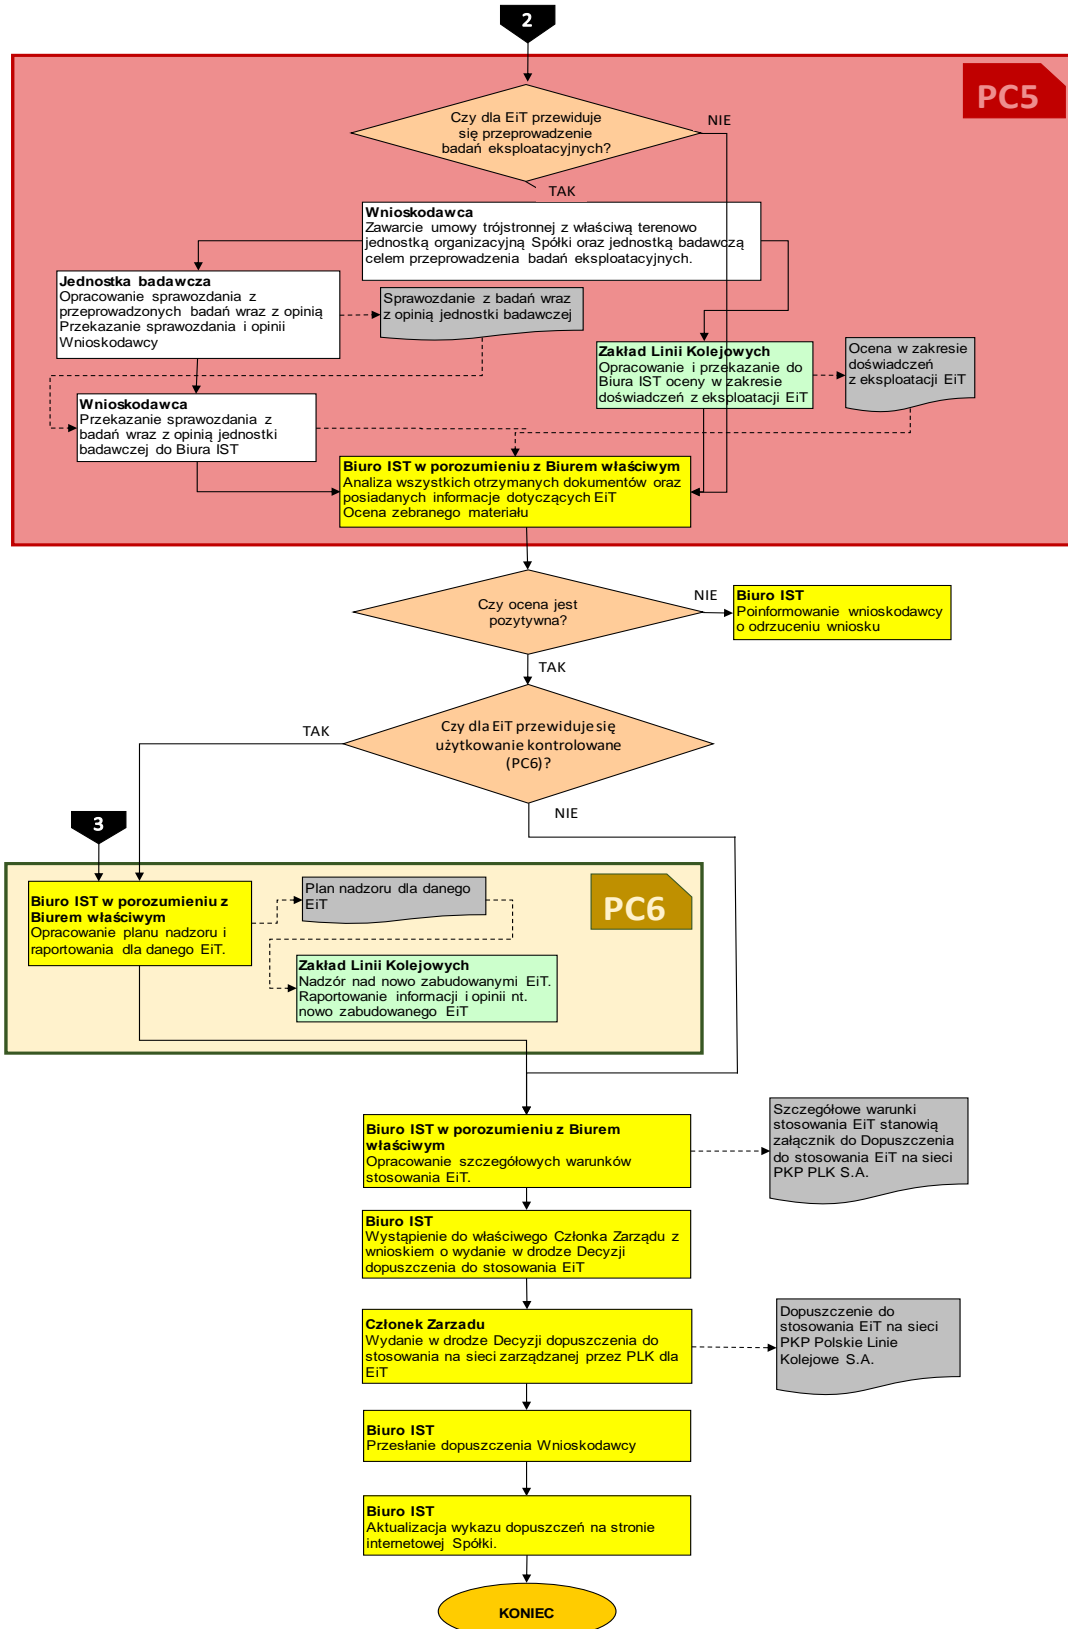 2
PC5
Czy dla EiT przewiduje
się przeprowadzenie
badań eksploatacyjnych?
NIE
TAK
Wnioskodawca
Zawarcie umowy trójstronnej z właściwą terenowo
jednostką organizacyjną Spółki oraz jednostką badawczą
celem przeprowadzenia badań eksploatacyjnych.
Jednostka badawcza
Opracowanie sprawozdania z
przeprowadzonych badań wraz z opinią
Przekazanie sprawozdania i opinii
Wnioskodawcy
Sprawozdanie z badań wraz
z opinią jednostki badawczej
Zakład Linii Kolejowych
Opracowanie i przekazanie do
Biura IST oceny w zakresie
doświadczeń z eksploatacji EiT
Ocena w zakresie
doświadczeń
z eksploatacji EiT
Wnioskodawca
Przekazanie sprawozdania z
badań wraz z opinią jednostki
badawczej do Biura IST
Biuro IST w porozumieniu z Biurem właściwym
Analiza wszystkich otrzymanych dokumentów oraz
posiadanych informacje dotyczących EiT
Ocena zebranego materiału
Czy ocena jest
pozytywna?
NIE
Biuro IST
Poinformowanie wnioskodawcy
o odrzuceniu wniosku
TAK
Czy dla EiT przewiduje się
użytkowanie kontrolowane
(PC6)?
TAK
NIE
3
PC6
Biuro IST w porozumieniu z
Biurem właściwym
Opracowanie planu nadzoru i
raportowania dla danego EiT.
Plan nadzoru dla danego
EiT
Zakład Linii Kolejowych
Nadzór nad nowo zabudowanymi EiT.
Raportowanie informacji i opinii nt.
nowo zabudowanego EiT
Biuro IST w porozumieniu z Biurem
właściwym
Opracowanie szczegółowych warunków
stosowania EiT.
Szczegółowe warunki
stosowania EiT stanowią
załącznik do Dopuszczenia
do stosowania EiT na sieci
PKP PLK S.A.
Biuro IST
Wystąpienie do właściwego Członka Zarządu z
wnioskiem o wydanie w drodze Decyzji
dopuszczenia do stosowania EiT
Członek Zarzadu
Wydanie w drodze Decyzji dopuszczenia do
stosowania na sieci zarządzanej przez PLK dla
EiT
Dopuszczenie do
stosowania EiT na sieci
PKP Polskie Linie
Kolejowe S.A.
Biuro IST
Przesłanie dopuszczenia Wnioskodawcy
Biuro IST
Aktualizacja wykazu dopuszczeń na stronie
internetowej Spółki.
KONIEC